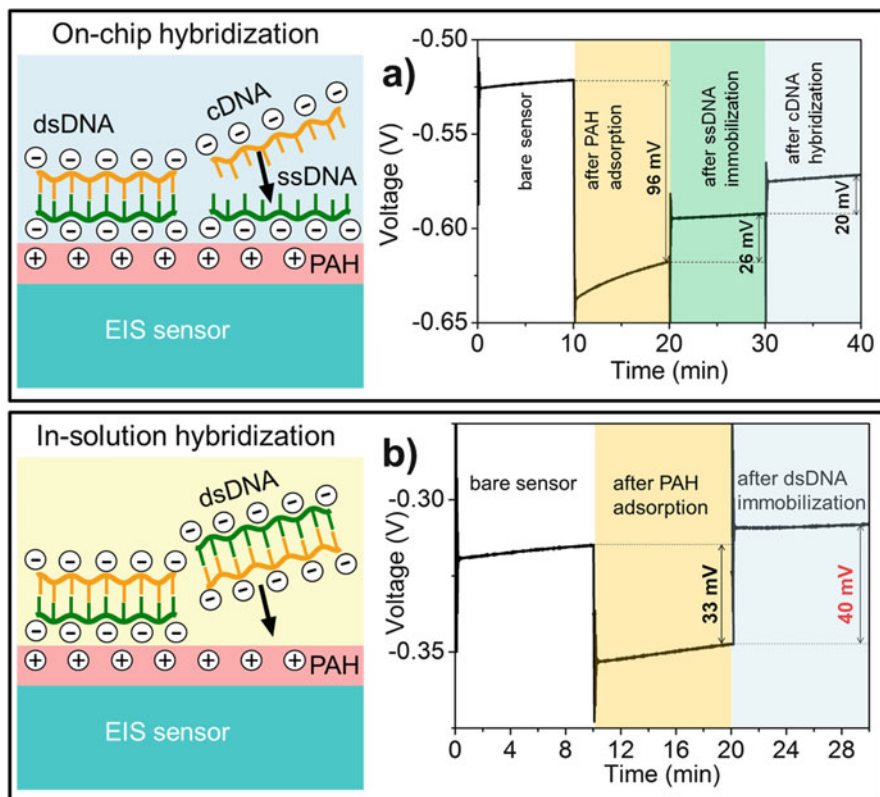 On-chip hybridization
dsDNA
cDNA
ssDNA
PAH
EIS sensor
a)
-0.50
-0.55
-0.60
-0.65
Voltage (V)
bare sensor
after PAH
adsorption
96 mV
after ssDNA
immobilization
26 mV
after cDNA
hybridization
20 mV
0 10 20 30 40
Time (min)
In-solution hybridization
dsDNA
PAH
EIS sensor
b)
-0.30
-0.35
Voltage (V)
bare sensor
after PAH
adsorption
after dsDNA
immobilization
33 mV
40 mV
0 4 8 12 16 20 24 28
Time (min)